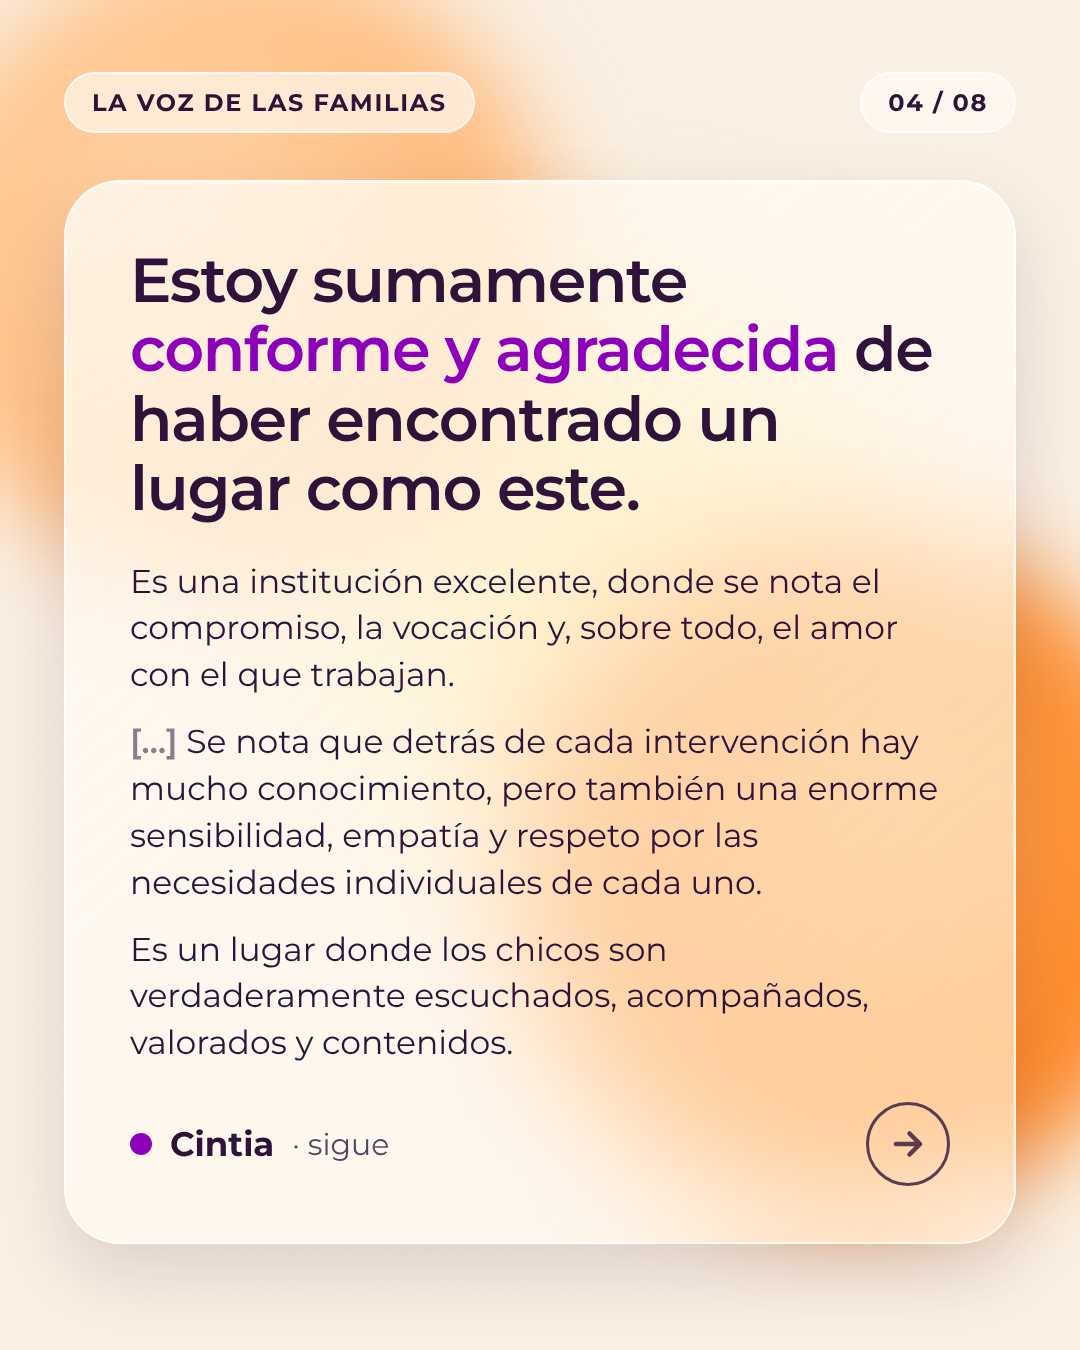 LA VOZ DE LAS FAMILIAS
04 / 08
Estoy sumamente
conforme y agradecida de
haber encontrado un
lugar como este.
Es una institución excelente, donde se nota el
compromiso, la vocación y, sobre todo, el amor
con el que trabajan.
[...] Se nota que detrás de cada intervención hay
mucho conocimiento, pero también una enorme
sensibilidad, empatía y respeto por las
necesidades individuales de cada uno.
Es un lugar donde los chicos son
verdaderamente escuchados, acompañados,
valorados y contenidos.
Cintia · sigue